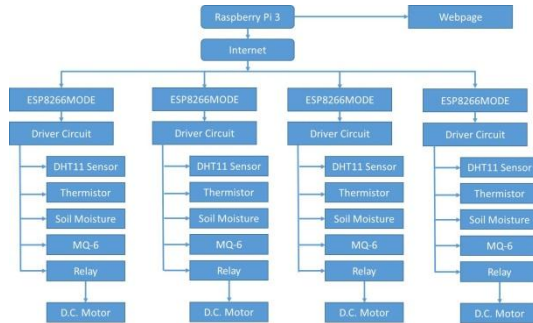 Raspberry Pi 3
Webpage
Internet
ESP8266MODE
ESP8266MODE
ESP8266MODE
ESP8266MODE
Driver Circuit
Driver Circuit
Driver Circuit
Driver Circuit
DHT11 Sensor
DHT11 Sensor
DHT11 Sensor
DHT11 Sensor
Thermistor
Thermistor
Thermistor
Thermistor
Soil Moisture
Soil Moisture
Soil Moisture
Soil Moisture
MQ-6
MQ-6
MQ-6
MQ-6
Relay
Relay
Relay
Relay
D.C. Motor
D.C. Motor
D.C. Motor
D.C. Motor